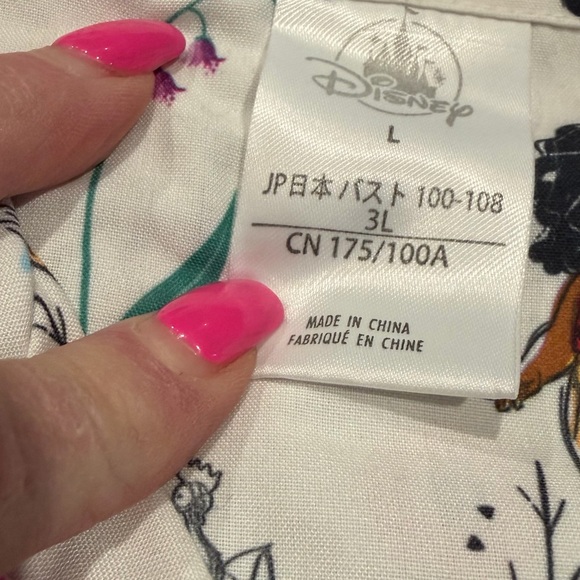 Disney
L
JP日本 バスト 100-108
3L
CN 175/100A
MADE IN CHINA
FABRIQUÉ EN CHINE